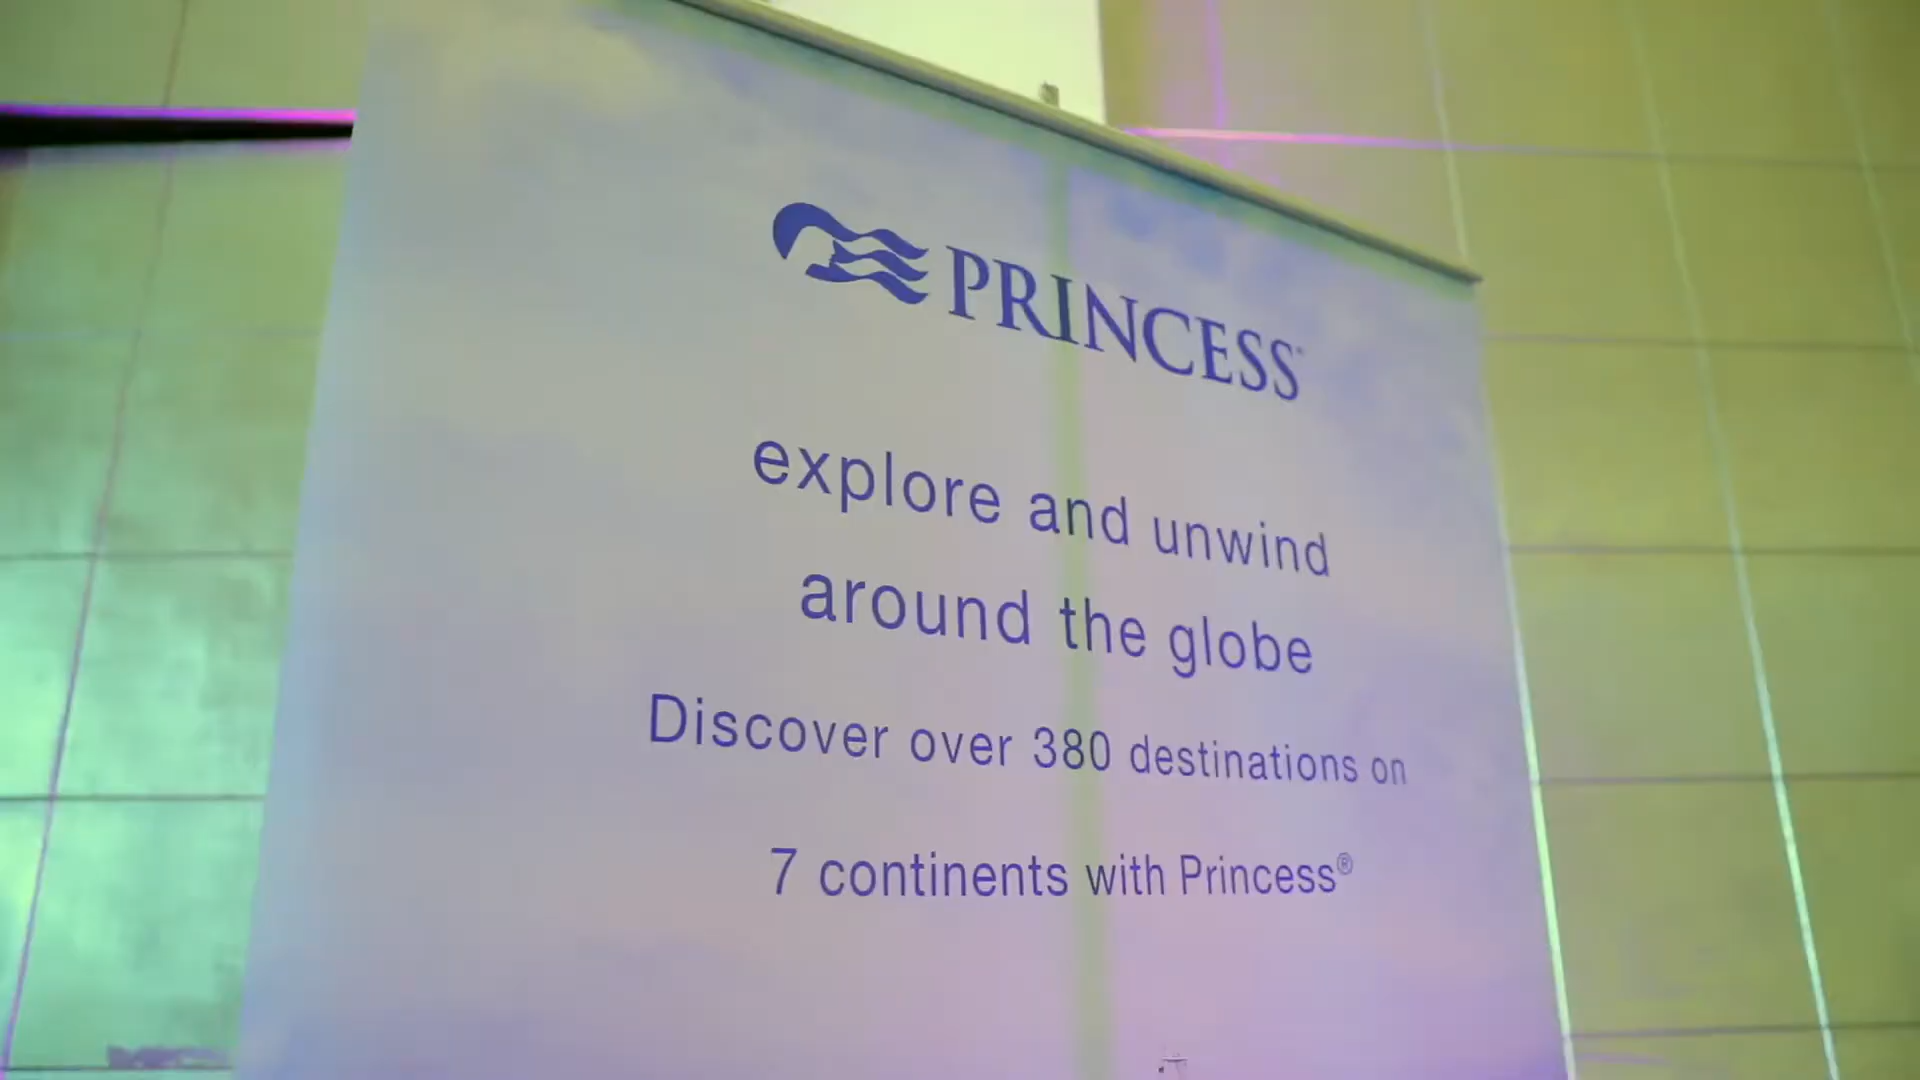 PRINCESS
explore and unwind
around the globe
Discover over 380 destinations on
7 continents with Princess®